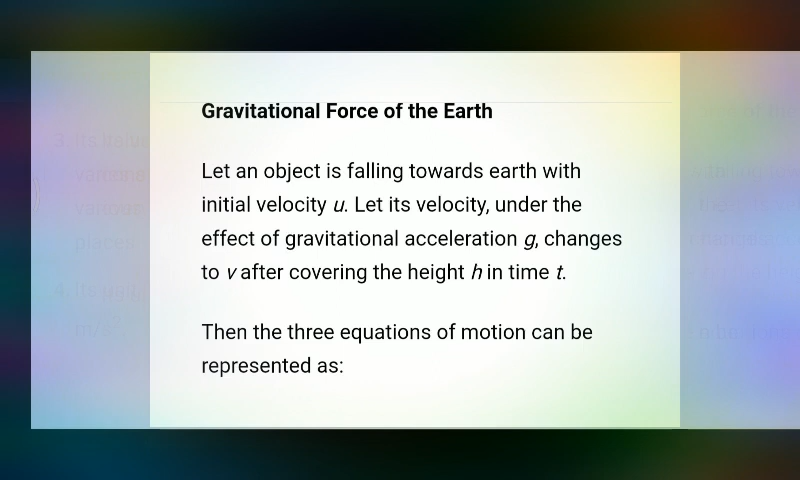 Gravitational Force of the Earth
Let an object is falling towards earth with
initial velocity u. Let its velocity, under the
effect of gravitational acceleration g, changes
to v after covering the height h in time t.
Then the three equations of motion can be
represented as: